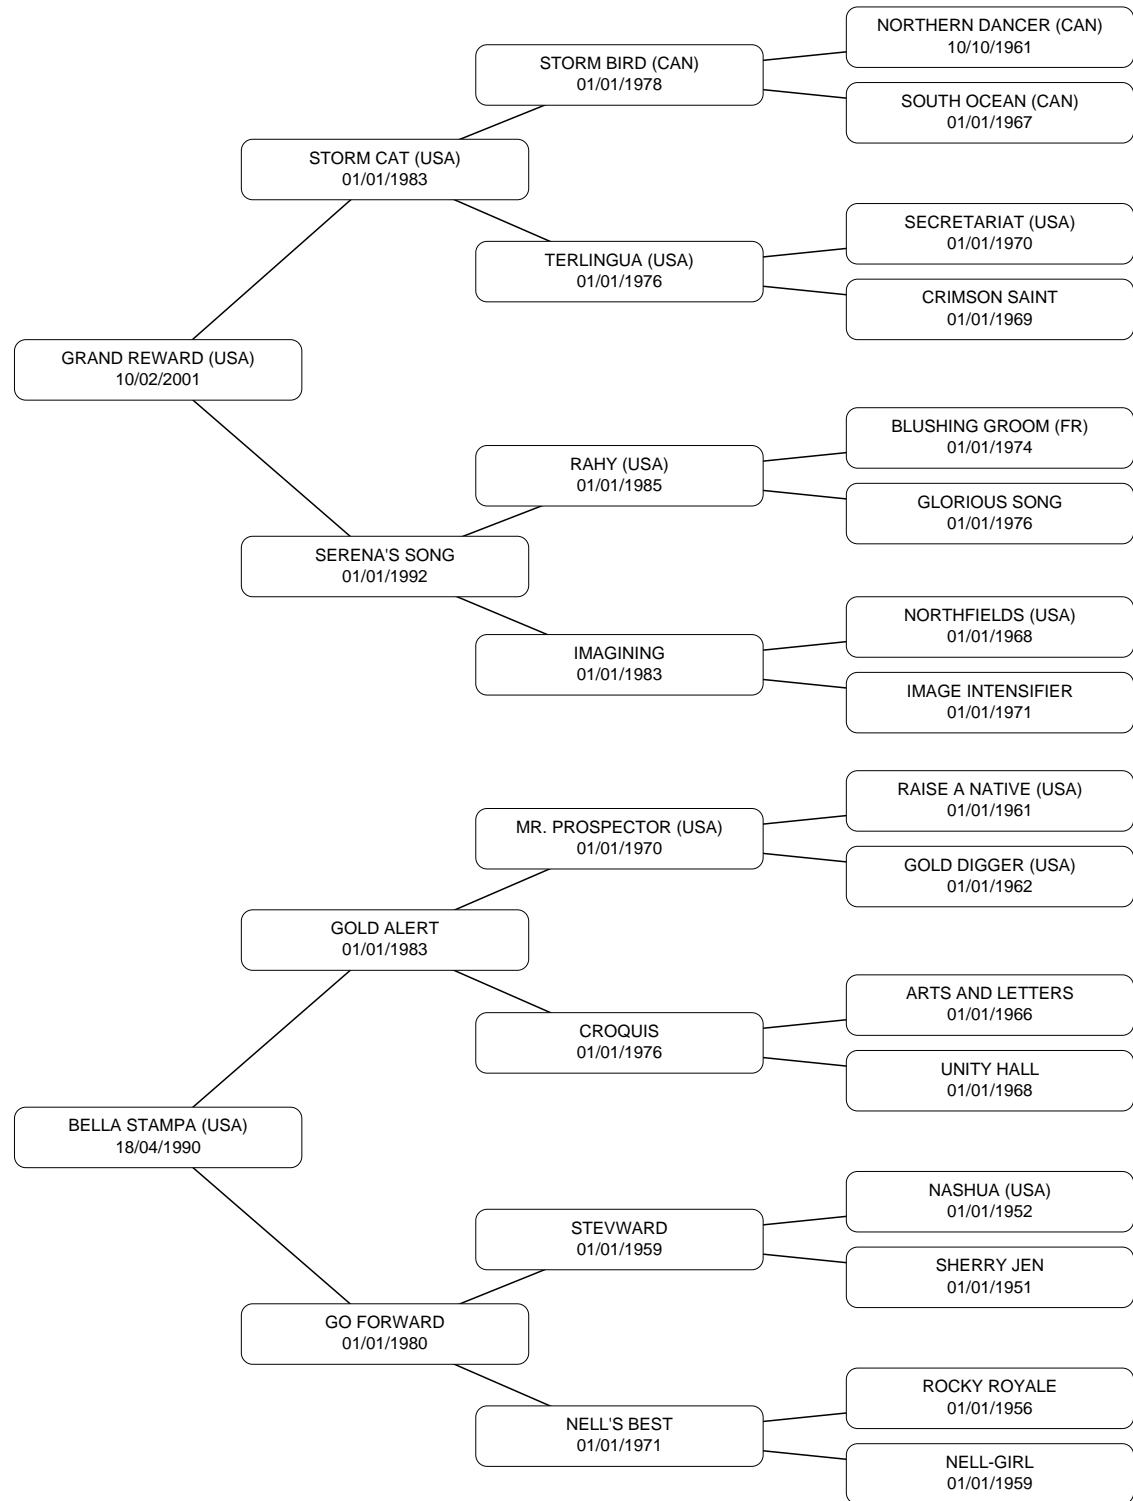 NORTHERN DANCER (CAN)
10/10/1961
STORM BIRD (CAN)
01/01/1978
SOUTH OCEAN (CAN)
01/01/1967
STORM CAT (USA)
01/01/1983
SECRETARIAT (USA)
01/01/1970
TERLINGUA (USA)
01/01/1976
CRIMSON SAINT
01/01/1969
GRAND REWARD (USA)
10/02/2001
BLUSHING GROOM (FR)
01/01/1974
RAHY (USA)
01/01/1985
GLORIOUS SONG
01/01/1976
SERENA'S SONG
01/01/1992
NORTHFIELDS (USA)
01/01/1968
IMAGINING
01/01/1983
IMAGE INTENSIFIER
01/01/1971
RAISE A NATIVE (USA)
01/01/1961
MR. PROSPECTOR (USA)
01/01/1970
GOLD DIGGER (USA)
01/01/1962
GOLD ALERT
01/01/1983
ARTS AND LETTERS
01/01/1966
CROQUIS
01/01/1976
UNITY HALL
01/01/1968
BELLA STAMPA (USA)
18/04/1990
NASHUA (USA)
01/01/1952
STEVWARD
01/01/1959
SHERRY JEN
01/01/1951
GO FORWARD
01/01/1980
ROCKY ROYALE
01/01/1956
NELL'S BEST
01/01/1971
NELL-GIRL
01/01/1959